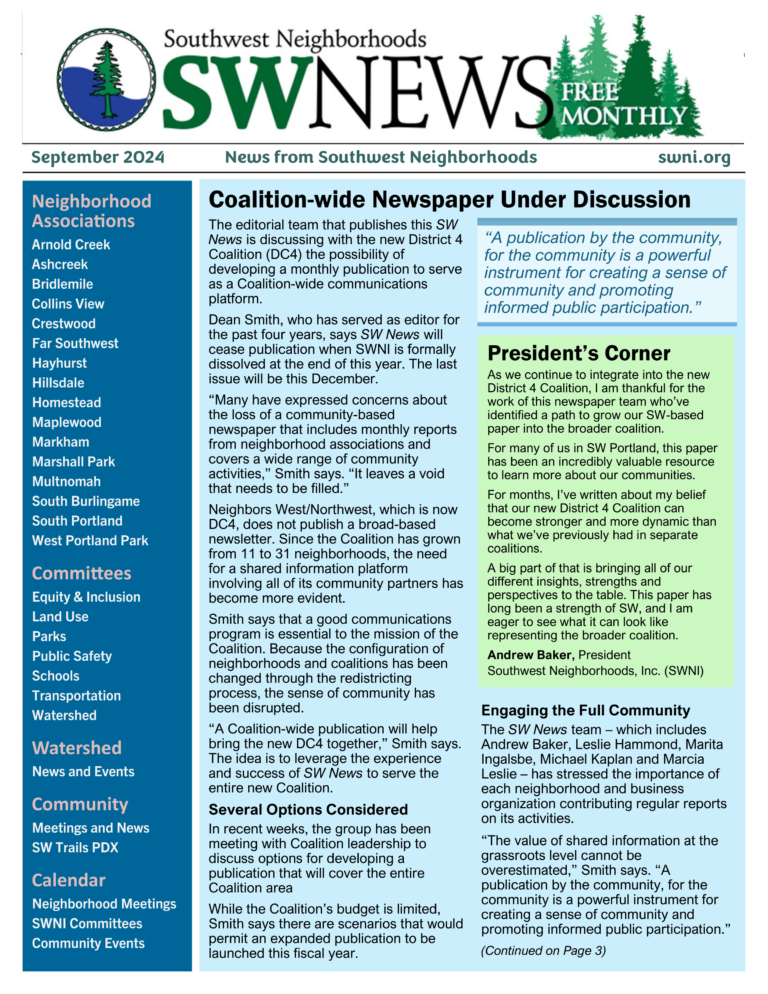 Southwest Neighborhoods
SWNEWS
FREE
MONTHLY
September 2024
News from Southwest Neighborhoods
swni.org
Neighborhood
Associations
Arnold Creek
Ashcreek
Bridlemile
Collins View
Crestwood
Far Southwest
Hayhurst
Hillsdale
Homestead
Maplewood
Markham
Marshall Park
Multnomah
South Burlingame
South Portland
West Portland Park
Committees
Equity & Inclusion
Land Use
Parks
Public Safety
Schools
Transportation
Watershed
Watershed
News and Events
Community
Meetings and News
SW Trails PDX
Calendar
Neighborhood Meetings
SWNI Committees
Community Events
Coalition-wide Newspaper Under Discussion
The editorial team that publishes this SW
News is discussing with the new District 4
Coalition (DC4) the possibility of
developing a monthly publication to serve
as a Coalition-wide communications
platform.
Dean Smith, who has served as editor for
the past four years, says SW News will
cease publication when SWNI is formally
dissolved at the end of this year. The last
issue will be this December.
“Many have expressed concerns about
the loss of a community-based
newspaper that includes monthly reports
from neighborhood associations and
covers a wide range of community
activities,” Smith says. “It leaves a void
that needs to be filled.”
Neighbors West/Northwest, which is now
DC4, does not publish a broad-based
newsletter. Since the Coalition has grown
from 11 to 31 neighborhoods, the need
for a shared information platform
involving all of its community partners has
become more evident.
Smith says that a good communications
program is essential to the mission of the
Coalition. Because the configuration of
neighborhoods and coalitions has been
changed through the redistricting
process, the sense of community has
been disrupted.
“A Coalition-wide publication will help
bring the new DC4 together,” Smith says.
The idea is to leverage the experience
and success of SW News to serve the
entire new Coalition.
Several Options Considered
In recent weeks, the group has been
meeting with Coalition leadership to
discuss options for developing a
publication that will cover the entire
Coalition area
While the Coalition’s budget is limited,
Smith says there are scenarios that would
permit an expanded publication to be
launched this fiscal year.
“A publication by the community,
for the community is a powerful
instrument for creating a sense of
community and promoting
informed public participation.”
President’s Corner
As we continue to integrate into the new
District 4 Coalition, I am thankful for the
work of this newspaper team who’ve
identified a path to grow our SW-based
paper into the broader coalition.
For many of us in SW Portland, this paper
has been an incredibly valuable resource
to learn more about our communities.
For months, I’ve written about my belief
that our new District 4 Coalition can
become stronger and more dynamic than
what we’ve previously had in separate
coalitions.
A big part of that is bringing all of our
different insights, strengths and
perspectives to the table. This paper has
long been a strength of SW, and I am
eager to see what it can look like
representing the broader coalition.
Andrew Baker, President
Southwest Neighborhoods, Inc. (SWNI)
Engaging the Full Community
The SW News team – which includes
Andrew Baker, Leslie Hammond, Marita
Ingalsbe, Michael Kaplan and Marcia
Leslie – has stressed the importance of
each neighborhood and business
organization contributing regular reports
on its activities.
“The value of shared information at the
grassroots level cannot be
overestimated,” Smith says. “A
publication by the community, for the
community is a powerful instrument for
creating a sense of community and
promoting informed public participation.”
(Continued on Page 3)